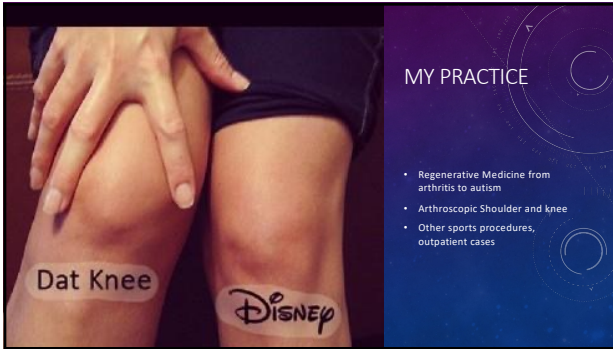 MY PRACTICE
• Regenerative Medicine from
arthritis to autism
• Arthroscopic Shoulder and knee
• Other sports procedures,
outpatient cases
Dat Knee
Disney